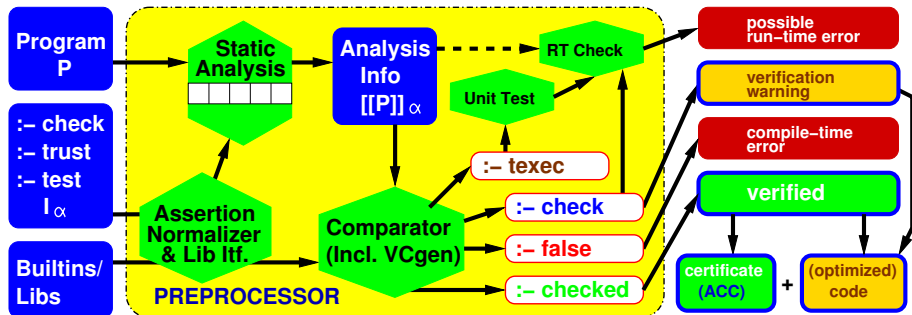 Program
P
:− check
:− trust
:− test
I α
Builtins/
Libs
Static
Analysis
Assertion
Normalizer
& Lib Itf.
PREPROCESSOR
Analysis
Info
[[P]] α
Comparator
(Incl. VCgen)
RT Check
Unit Test
:− texec
:− check
:− false
:− checked
possible
run−time error
verification
warning
compile−time
error
verified
certificate
(ACC)
+
(optimized)
code